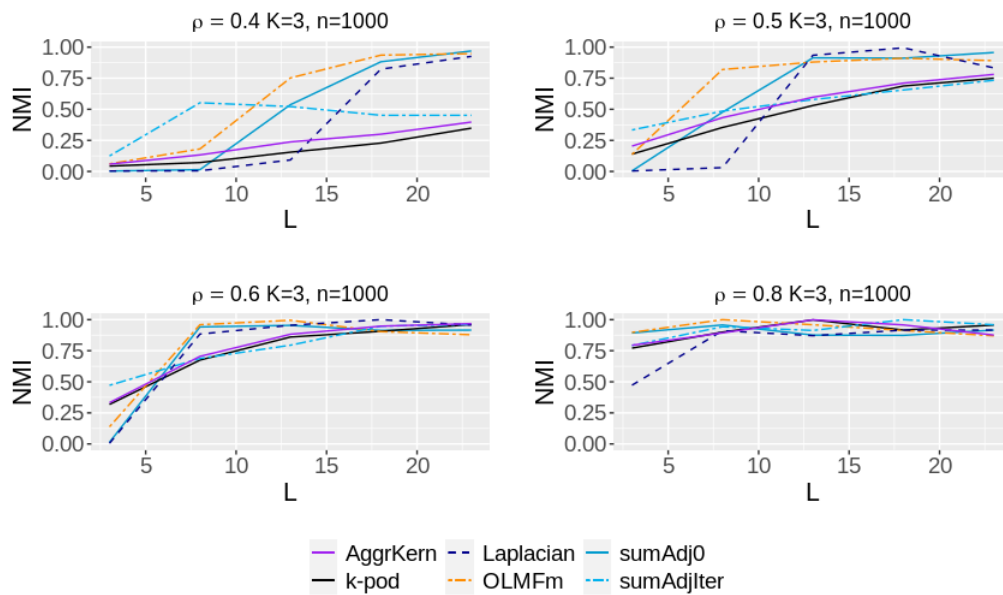 ρ = 0.4 K=3, n=1000
NMI
1.00
0.75
0.50
0.25
0.00
5 10 15 20
L
ρ = 0.5 K=3, n=1000
NMI
1.00
0.75
0.50
0.25
0.00
5 10 15 20
L
ρ = 0.6 K=3, n=1000
NMI
1.00
0.75
0.50
0.25
0.00
5 10 15 20
L
ρ = 0.8 K=3, n=1000
NMI
1.00
0.75
0.50
0.25
0.00
5 10 15 20
L
AggrKern Laplacian sumAdj0
k-pod OLMFm sumAdjIter